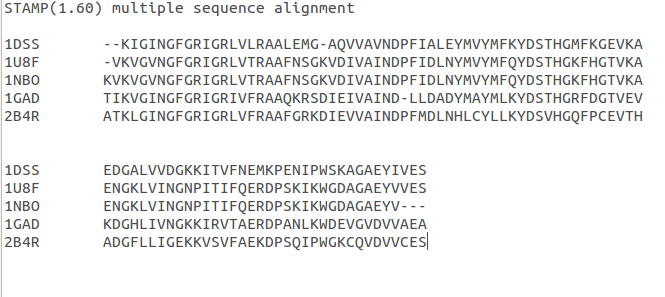 STAMP(1.60) multiple sequence alignment
1DSS --KIGINGFGRIGRLVLRAALEMG-AQVVAVNDPFIALEYMVYMFKYDSTHGMFKGEVKA
1U8F -VKVGVNGFGRIGRLVTRAAFNSGKVDIVAINDPFIDLNYMVYMFQYDSTHGKFHGTVKA
1NBO KVKVGVNGFGRIGRLVTRAAFNSGKVDIVAINDPFIDLNYMVYMFQYDSTHGKFHGTVKA
1GAD TIKVGINGFGRIGRIVFRAAQKRSDIEIVAIND-LLDADYMAYMLKYDSTHGRFDGTVEV
2B4R ATKLGINGFGRIGRLVFRAAFGRKDIEVVAINDPFMDLNHLCYLLKYDSVHGQFPCEVTH
1DSS EDGALVVDGKKITVFNEMKPENIPWSKAGAEYIVES
1U8F ENGKLVINGNPITIFQERDPSKIKWGDAGAEYVVES
1NBO ENGKLVINGNPITIFQERDPSKIKWGDAGAEYV---
1GAD KDGHLIVNGKKIRVTAERDPANLKWDEVGVDVVAEA
2B4R ADGFLLIGEKKVSVFAEKDPSQIPWGKCQVDVVCES